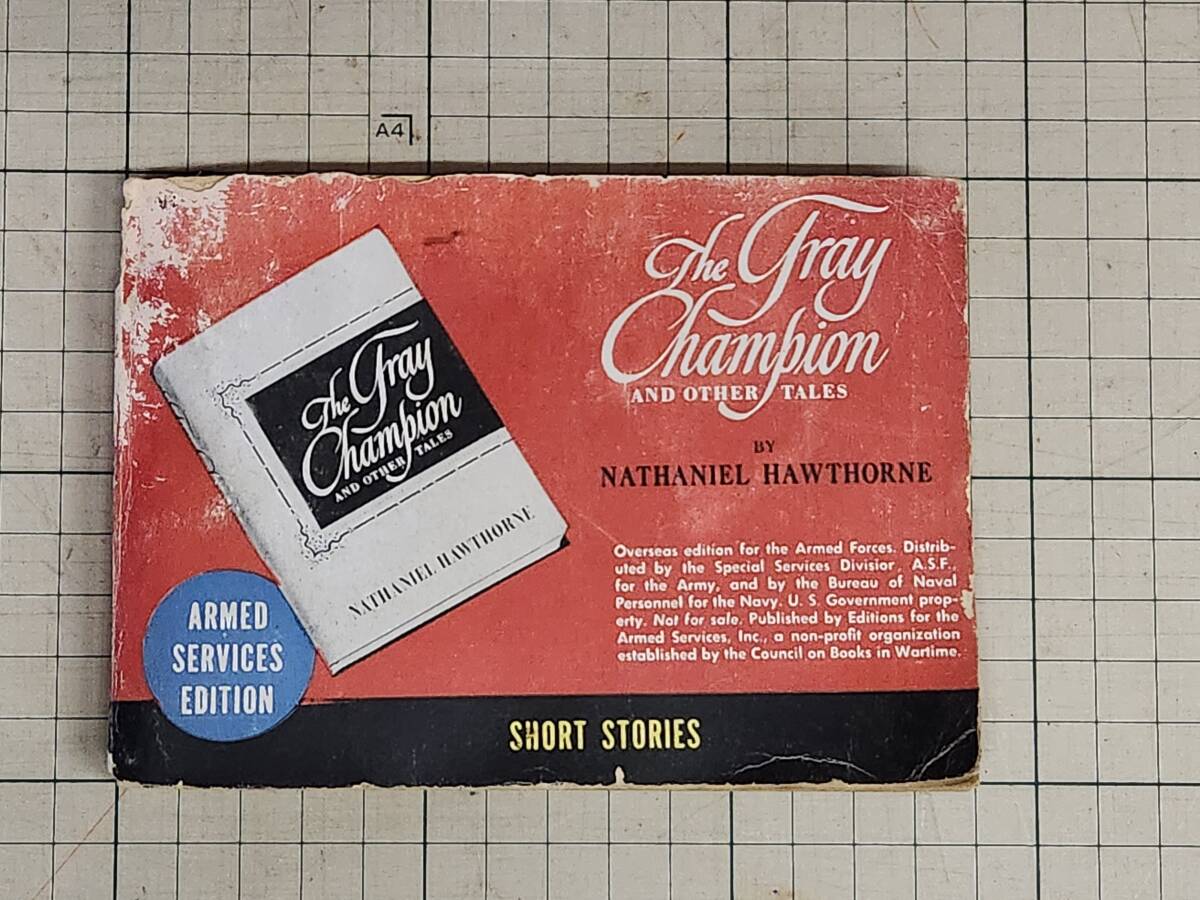 A4
The Gray
Champion
AND OTHER TALES
BY
NATHANIEL HAWTHORNE
The Gray
Champion
AND OTHER TALES
NATHANIEL HAWTHORNE
Overseas edition for the Armed Forces. Distrib-
uted by the Special Services Division, A.S.F.,
for the Army, and by the Bureau of Naval
Personnel for the Navy. U. S. Government prop-
erty. Not for sale. Published by Editions for the
Armed Services, Inc., a non-profit organization
established by the Council on Books in Wartime.
ARMED
SERVICES
EDITION
SHORT STORIES